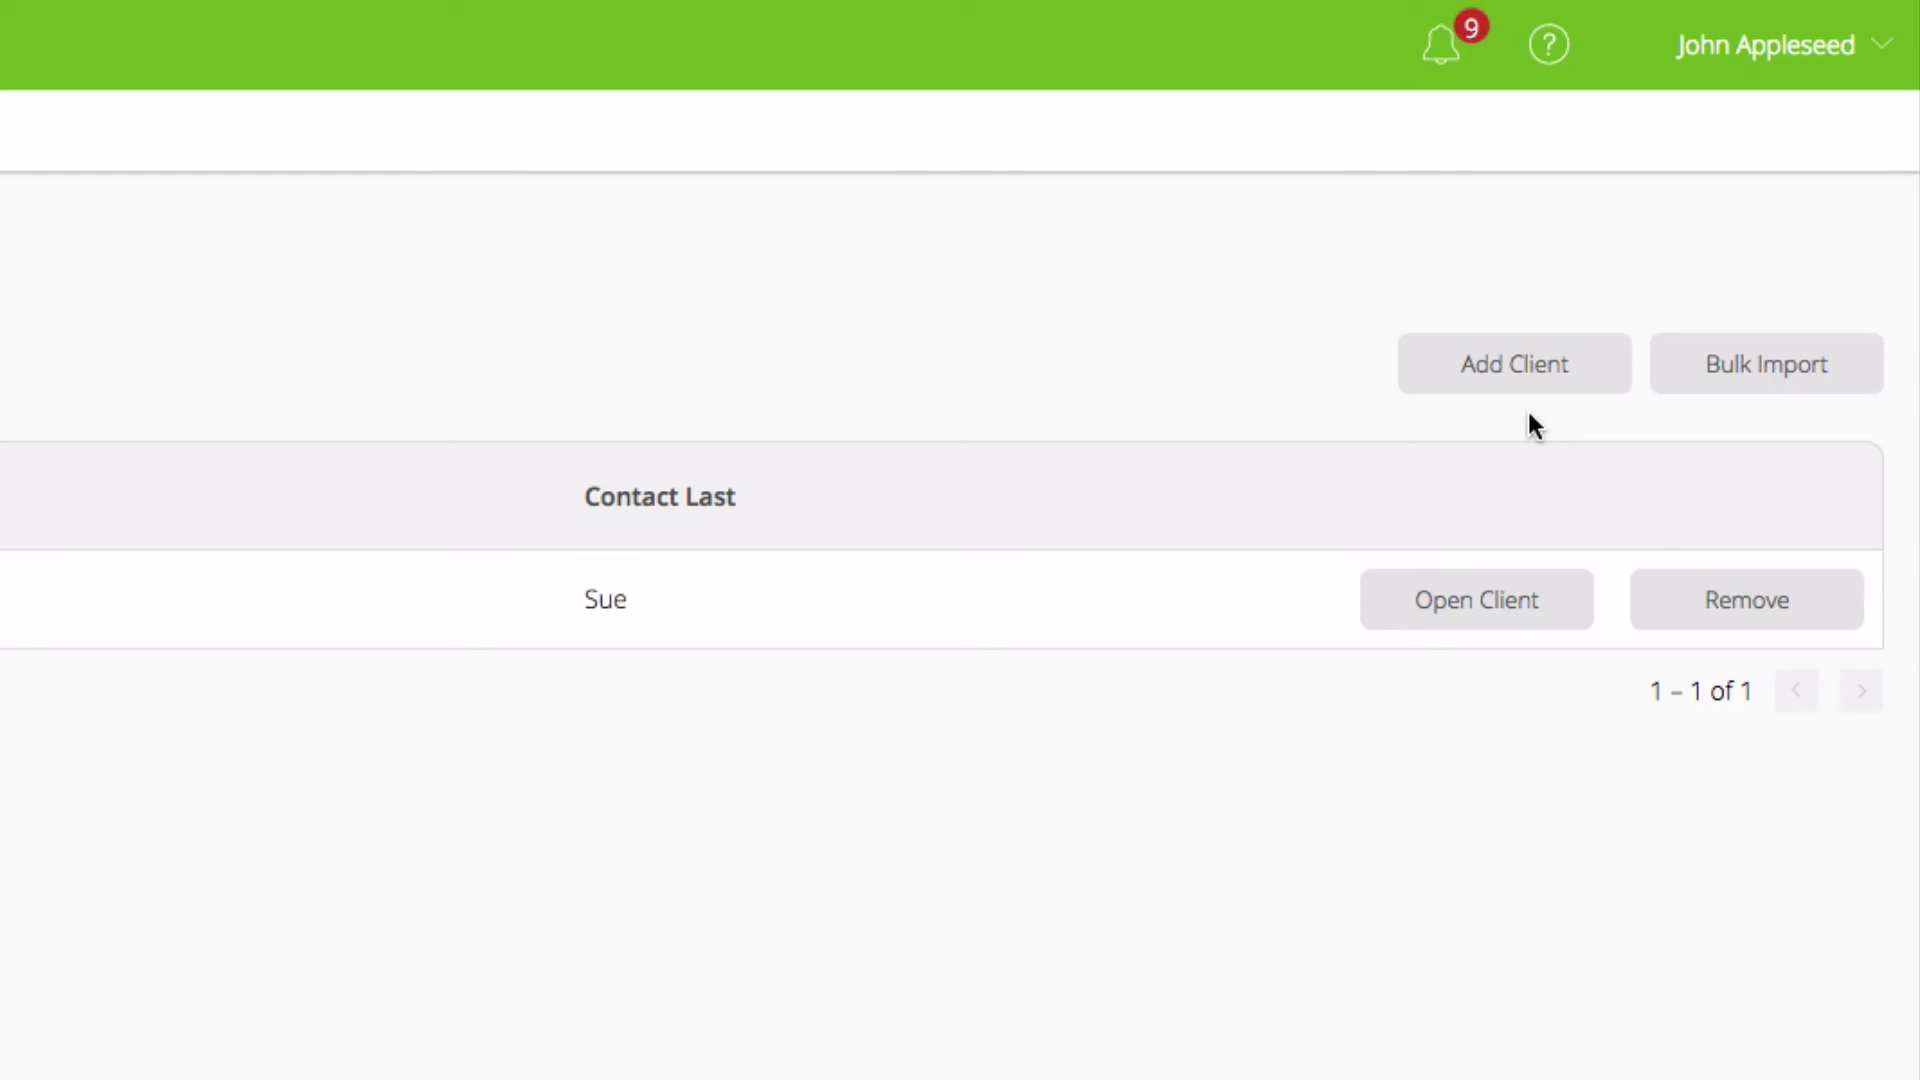 9
?
John Appleseed
Add Client
Bulk Import
Contact Last
Sue
Open Client
Remove
1 – 1 of 1